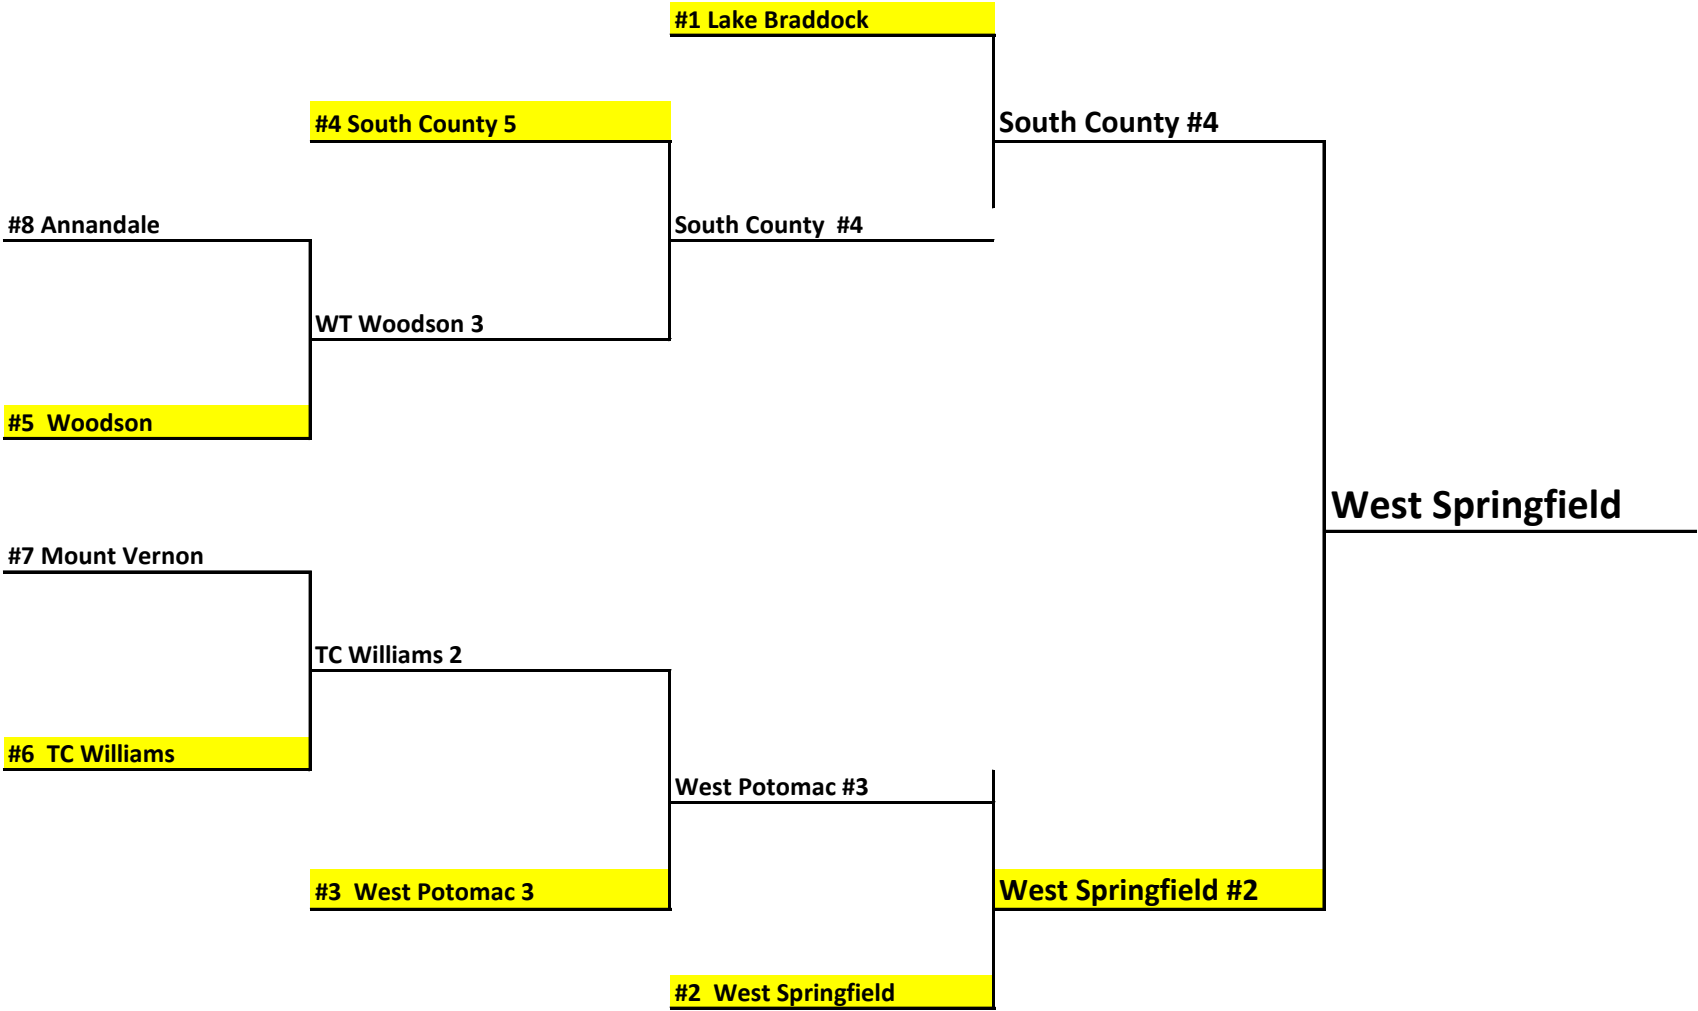 #1 Lake Braddock
#4 South County 5
South County #4
#8 Annandale
South County  #4
WT Woodson 3
#5  Woodson
West Springfield
#7 Mount Vernon
TC Williams 2
#6  TC Williams
West Potomac #3
#3  West Potomac 3
West Springfield #2
#2  West Springfield